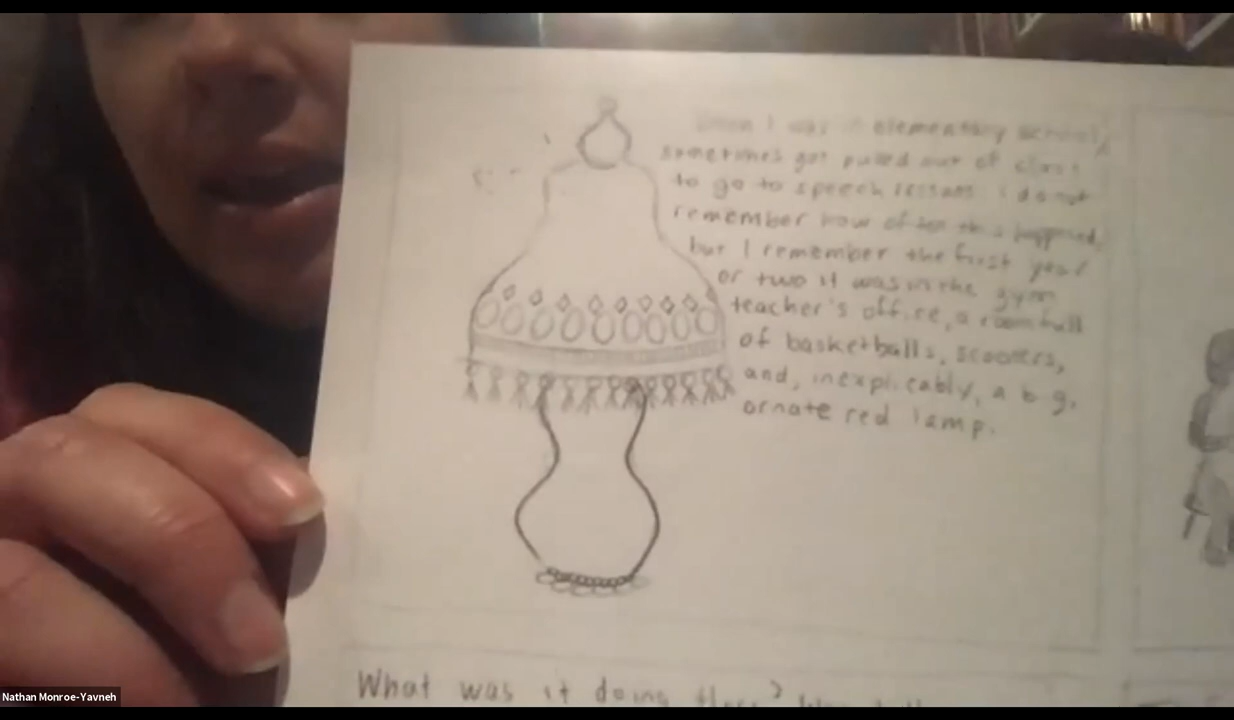 When I was in elementary school, I
sometimes got pulled out of class
to go to speech lessons. I do not
remember how often this happened,
but I remember the first year
or two it was in the gym
teacher's office, a room full
of basketballs, scooters,
and, inexplicably, a big,
ornate red lamp.
What was it doing there?
Nathan Monroe-Yavneh